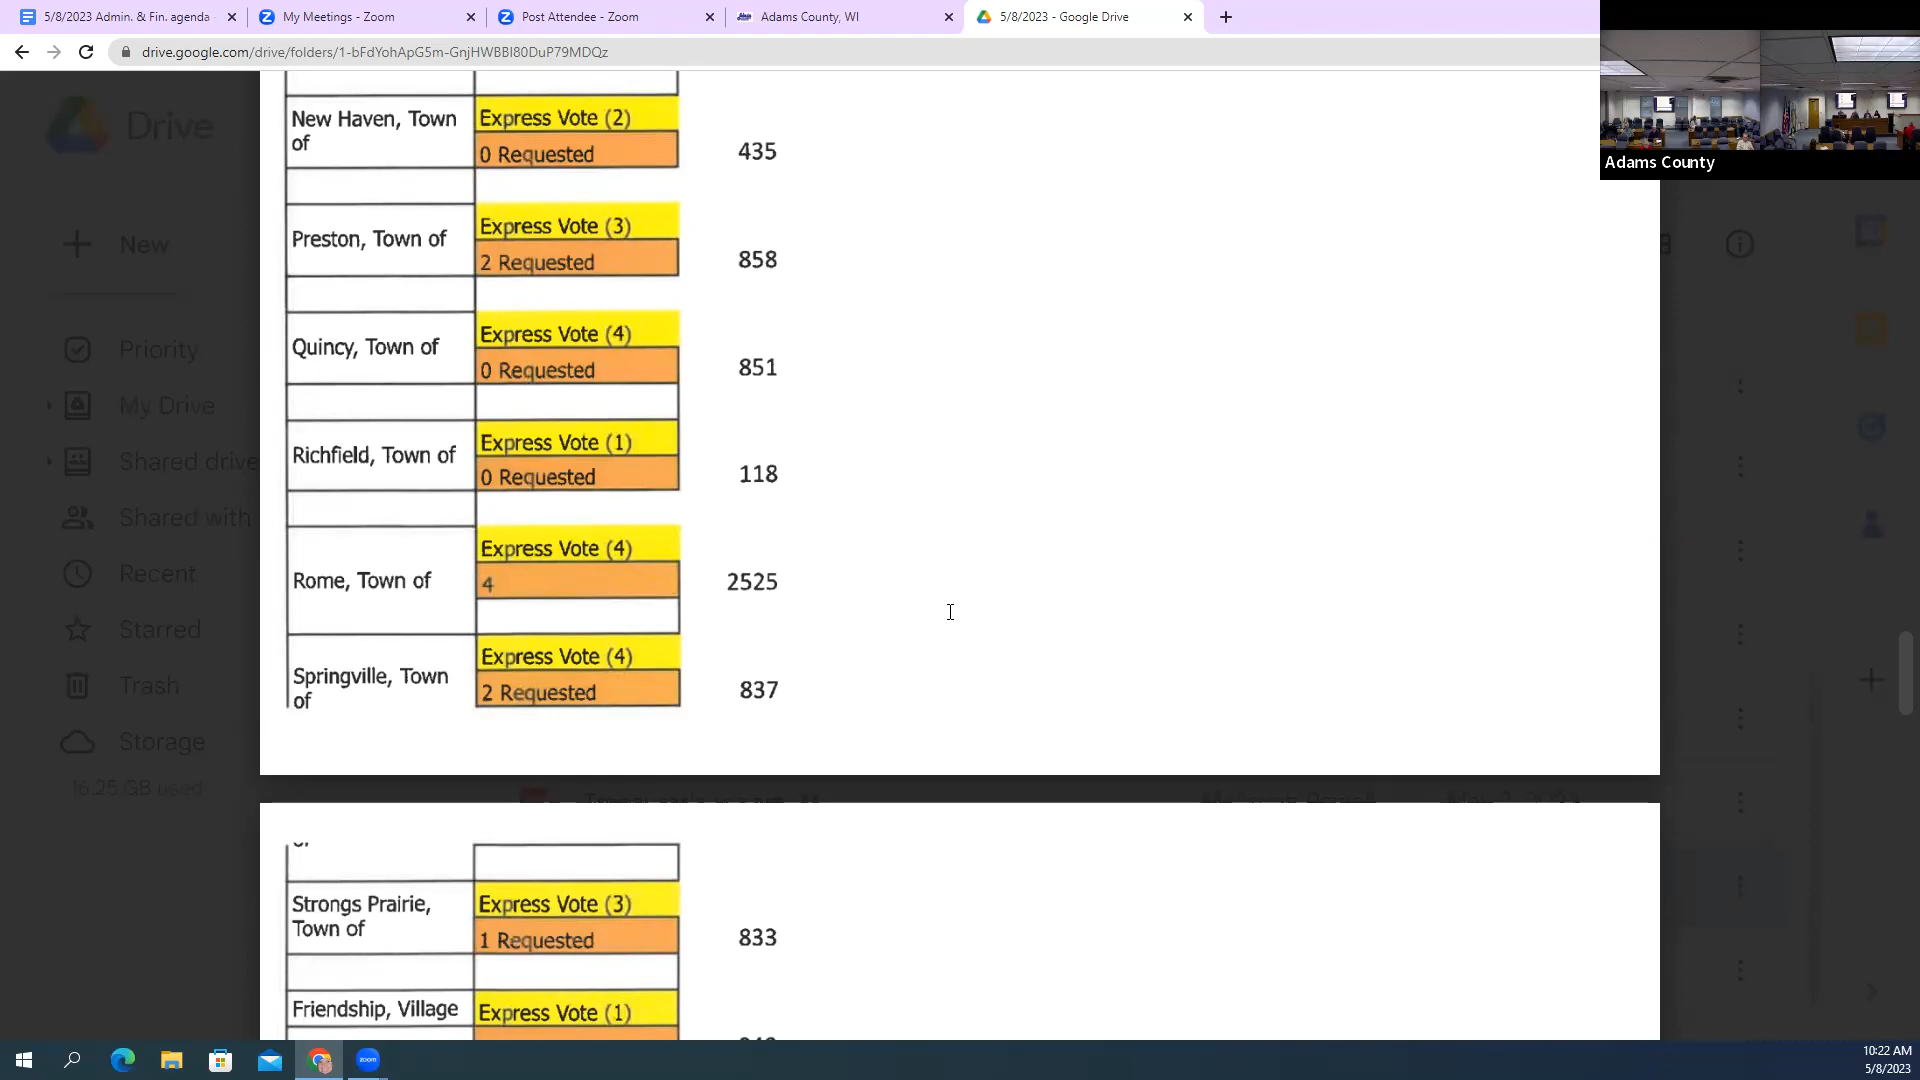 5/8/2023 Admin. & Fin. agenda
My Meetings - Zoom
Post Attendee - Zoom
Adams County, WI
5/8/2023 - Google Drive
drive.google.com/drive/folders/1-bFdYohApG5m-GnjHWBBl80DuP79MDQz
Adams County
Drive
New
Priority
My Drive
Shared drive
Shared with
Recent
Starred
Trash
Storage
16.25 GB used
New Haven, Town
of
Express Vote (2)
0 Requested
435
Preston, Town of
Express Vote (3)
2 Requested
858
Quincy, Town of
Express Vote (4)
0 Requested
851
Richfield, Town of
Express Vote (1)
0 Requested
118
Rome, Town of
Express Vote (4)
4
2525
Springville, Town
of
Express Vote (4)
2 Requested
837
Strongs Prairie,
Town of
Express Vote (3)
1 Requested
833
Friendship, Village
Express Vote (1)
zoom
10:22 AM
5/8/2023